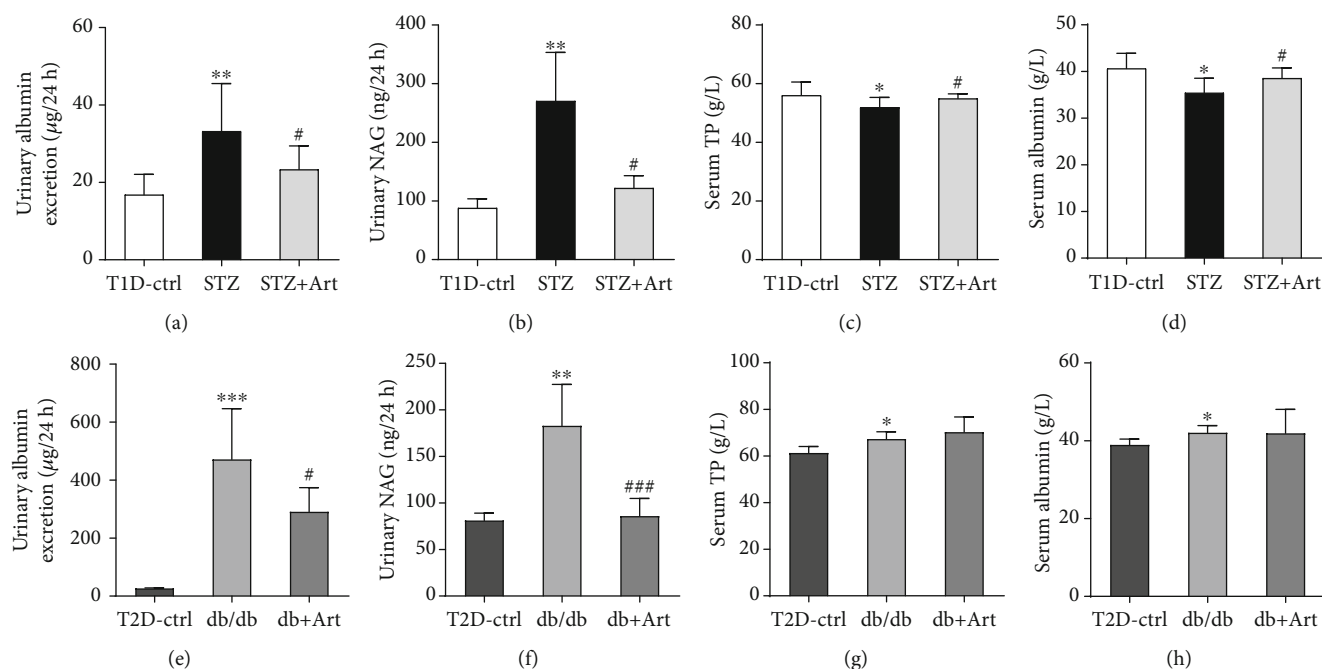 Urinary albumin
excretion (µg/24 h)
60
40
20
0
**
#
T1D-ctrl STZ STZ+Art
(a)
Urinary NAG (ng/24 h)
400
300
200
100
0
**
#
T1D-ctrl STZ STZ+Art
(b)
Serum TP (g/L)
80
60
40
20
0
*
#
T1D-ctrl STZ STZ+Art
(c)
Serum albumin (g/L)
50
40
30
20
10
0
*
#
T1D-ctrl STZ STZ+Art
(d)
Urinary albumin
excretion (µg/24 h)
800
600
400
200
0
***
#
T2D-ctrl db/db db+Art
(e)
Urinary NAG (ng/24 h)
250
200
150
100
50
0
**
###
T2D-ctrl db/db db+Art
(f)
Serum TP (g/L)
100
80
60
40
20
0
*
T2D-ctrl db/db db+Art
(g)
Serum albumin (g/L)
60
40
20
0
*
T2D-ctrl db/db db+Art
(h)